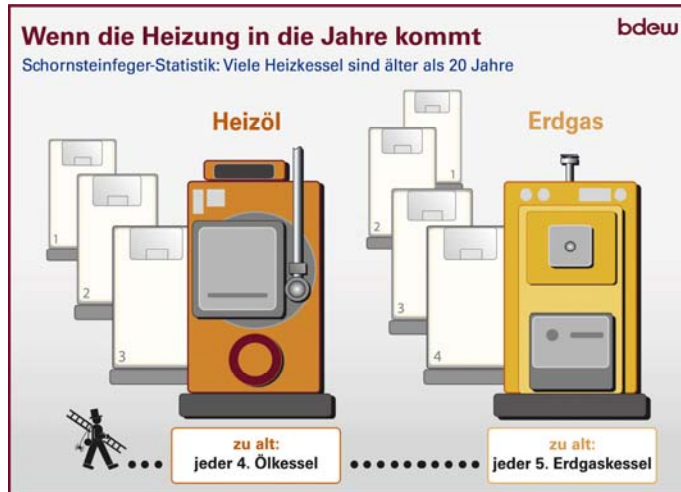 Wenn die Heizung in die Jahre kommt
bdew
Schornsteinfeger-Statistik: Viele Heizkessel sind älter als 20 Jahre
Heizöl
Erdgas
1
2
3
1
2
3
4
zu alt:
jeder 4. Ölkessel
zu alt:
jeder 5. Erdgaskessel